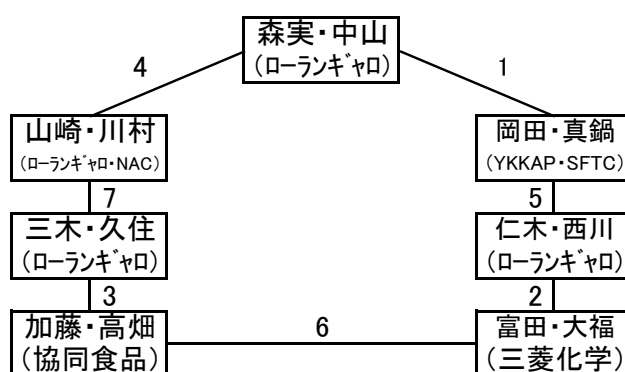 森実・中山
(ローランギャロ)
4
1
山崎・川村
(ローランギャロ・NAC)
岡田・真鍋
(YKKAP・SFTC)
7
5
三木・久住
(ローランギャロ)
仁木・西川
(ローランギャロ)
3
2
加藤・高畑
(協同食品)
6
富田・大福
(三菱化学)